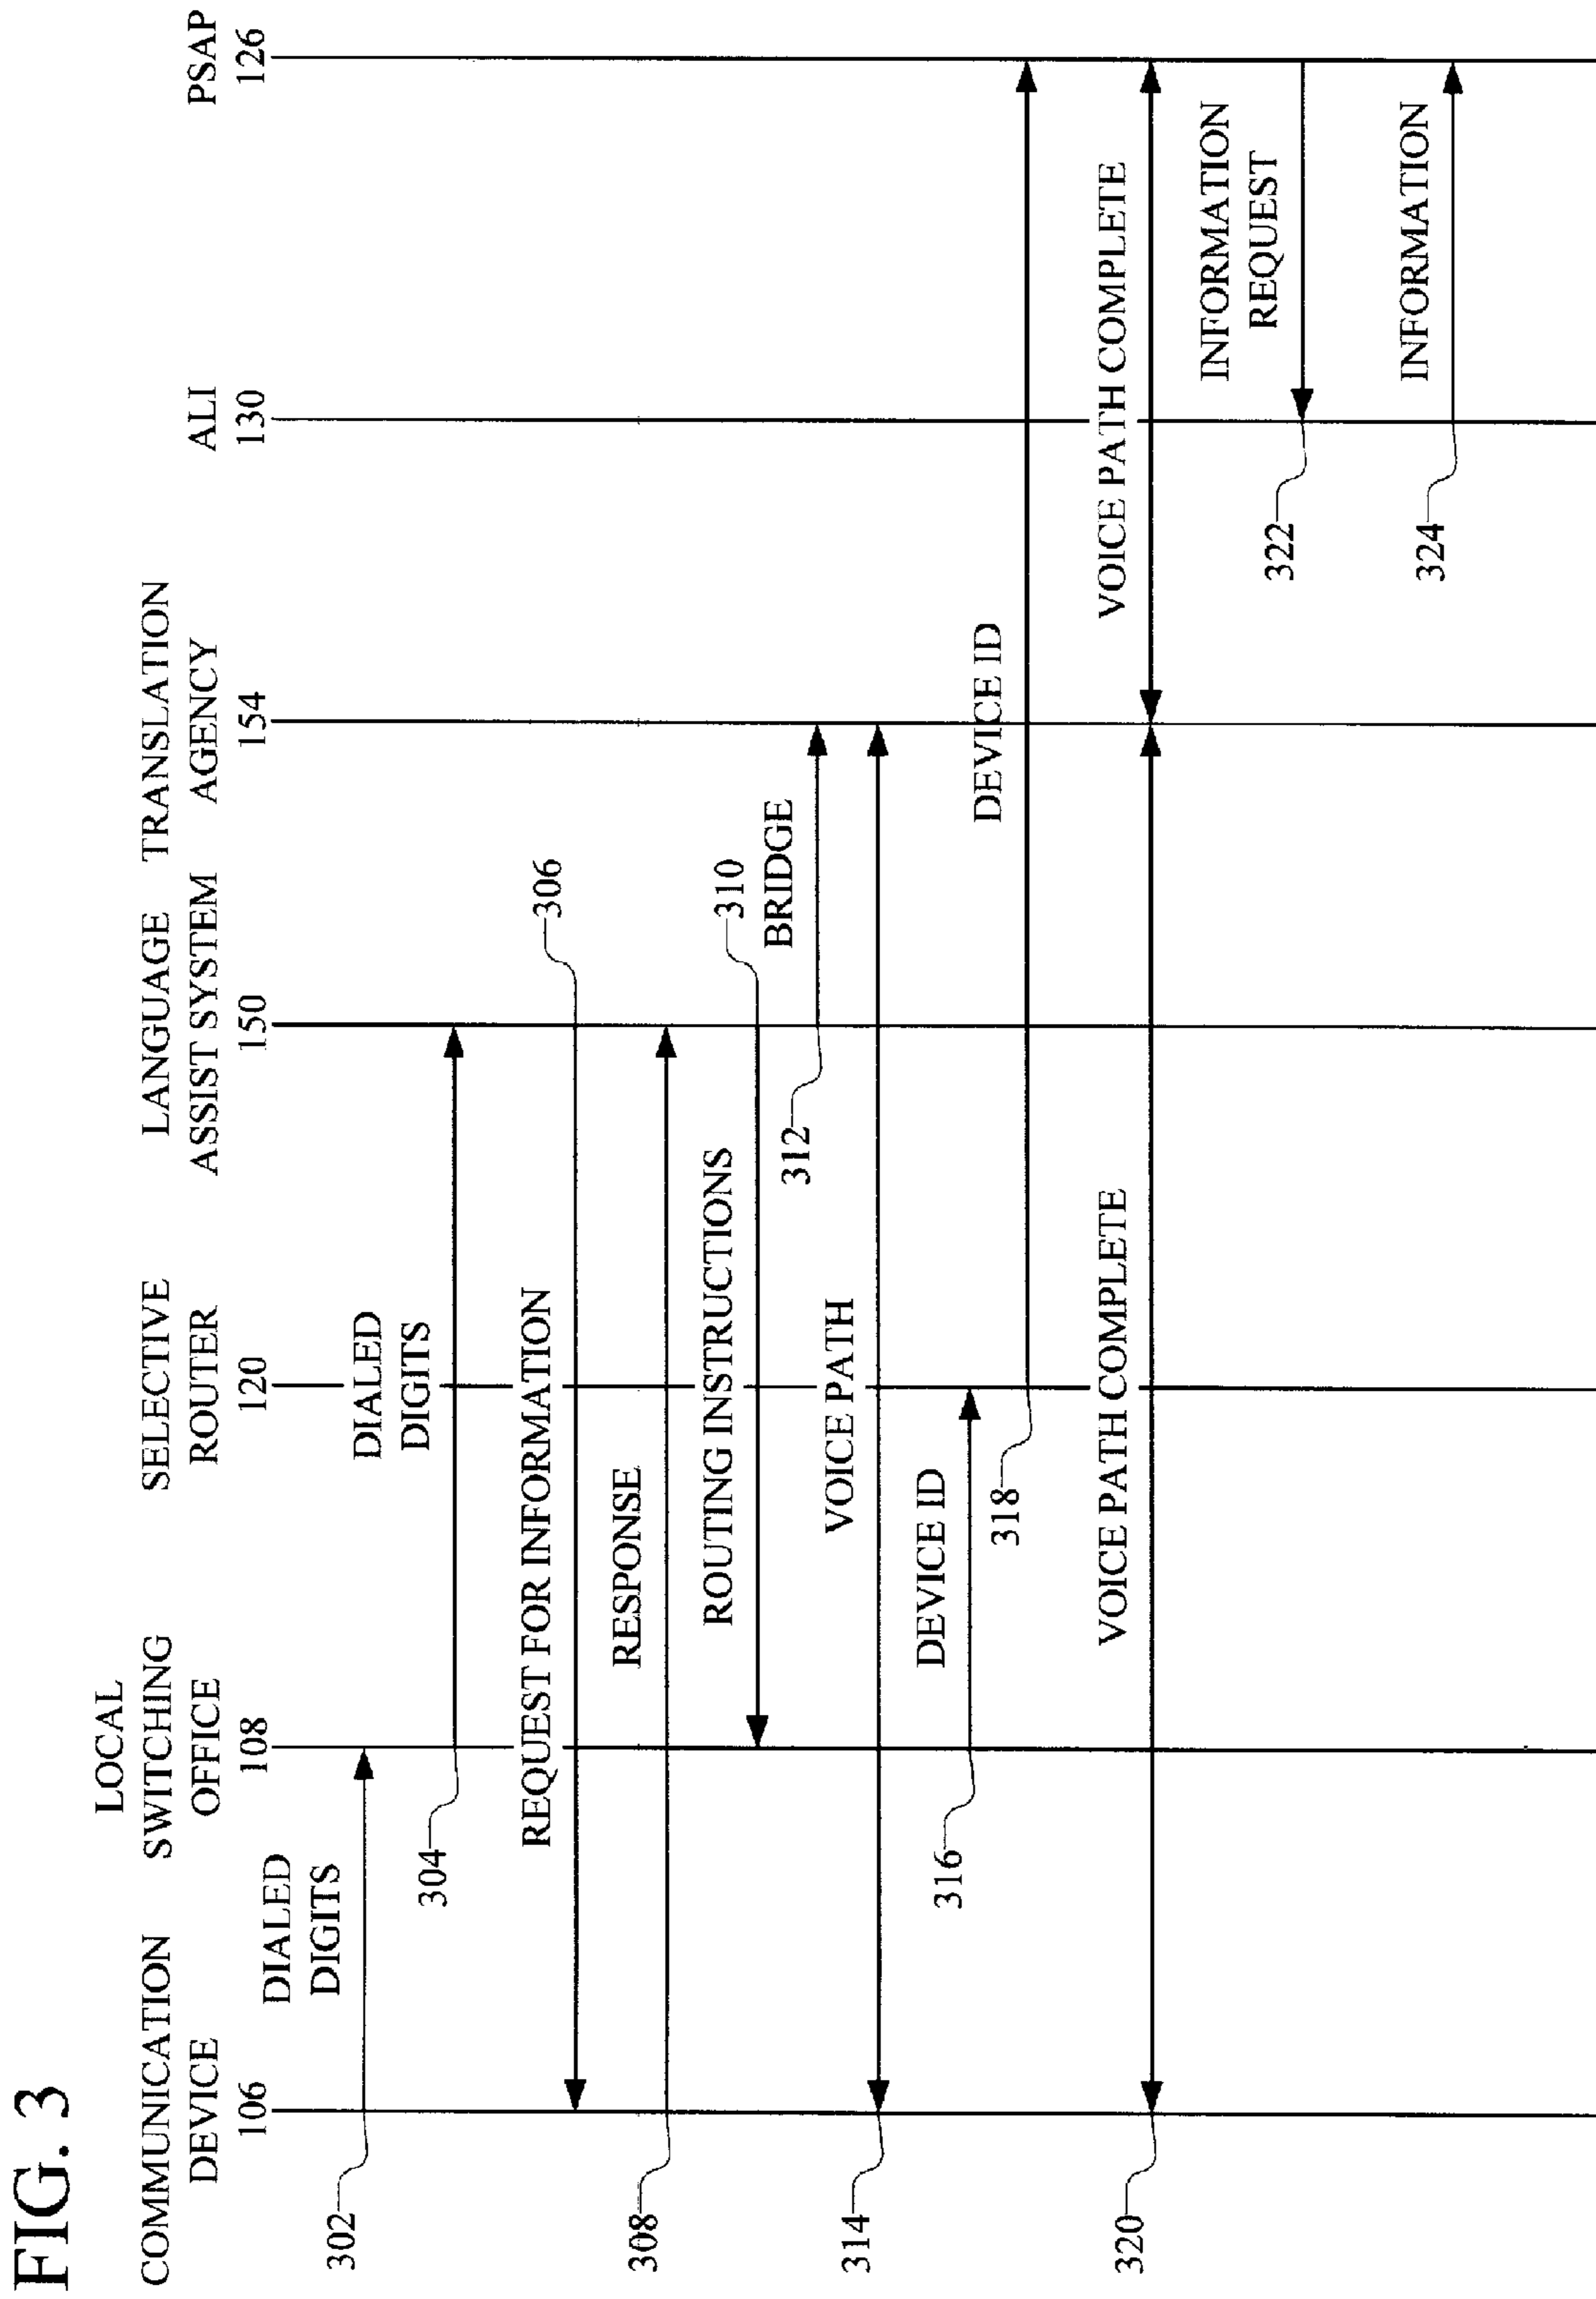 FIG. 3
COMMUNICATION
DEVICE
106
LOCAL
SWITCHING
OFFICE
108
SELECTIVE
ROUTER
120
LANGUAGE
ASSIST SYSTEM
150
TRANSLATION
AGENCY
154
ALI
130
PSAP
126
302
DIALED
DIGITS
304
DIALED
DIGITS
REQUEST FOR INFORMATION
306
308
RESPONSE
ROUTING INSTRUCTIONS
310
312
BRIDGE
314
VOICE PATH
316
DEVICE ID
318
DEVICE ID
320
VOICE PATH COMPLETE
VOICE PATH COMPLETE
322
INFORMATION
REQUEST
324
INFORMATION